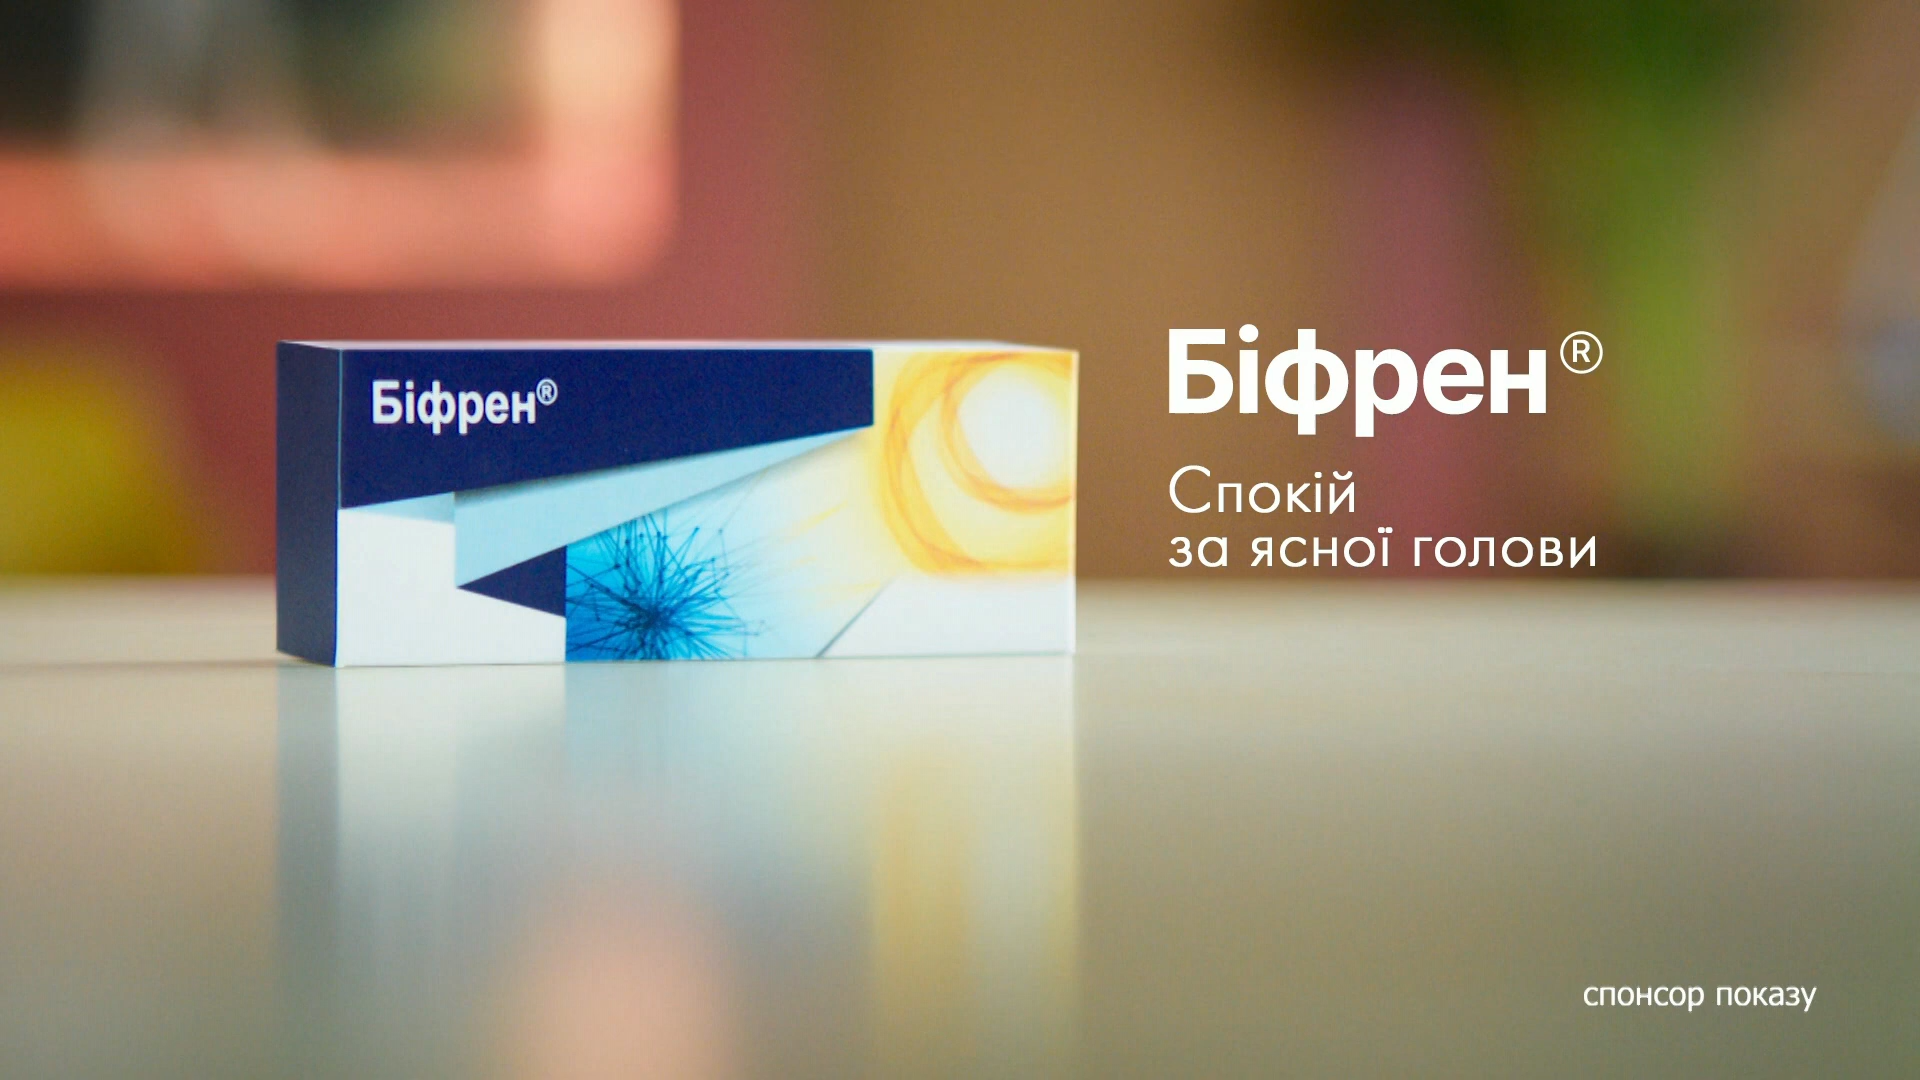 Біфрен®
Біфрен®
Спокій
за ясної голови
спонсор показу